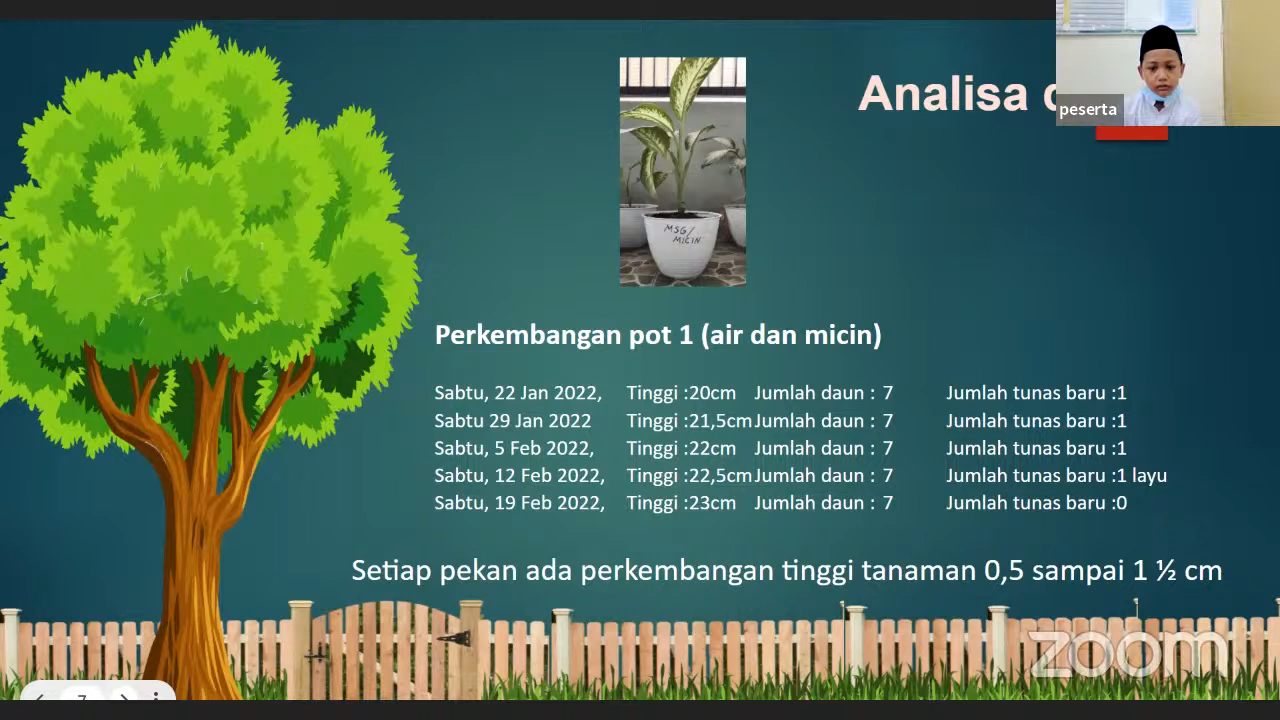 Analisa
peserta
MSG/
MICIN
Perkembangan pot 1 (air dan micin)
Sabtu, 22 Jan 2022, Tinggi :20cm Jumlah daun : 7 Jumlah tunas baru :1
Sabtu 29 Jan 2022 Tinggi :21,5cm Jumlah daun : 7 Jumlah tunas baru :1
Sabtu, 5 Feb 2022, Tinggi :22cm Jumlah daun : 7 Jumlah tunas baru :1
Sabtu, 12 Feb 2022, Tinggi :22,5cm Jumlah daun : 7 Jumlah tunas baru :1 layu
Sabtu, 19 Feb 2022, Tinggi :23cm Jumlah daun : 7 Jumlah tunas baru :0
Setiap pekan ada perkembangan tinggi tanaman 0,5 sampai 1 ½ cm
zoom